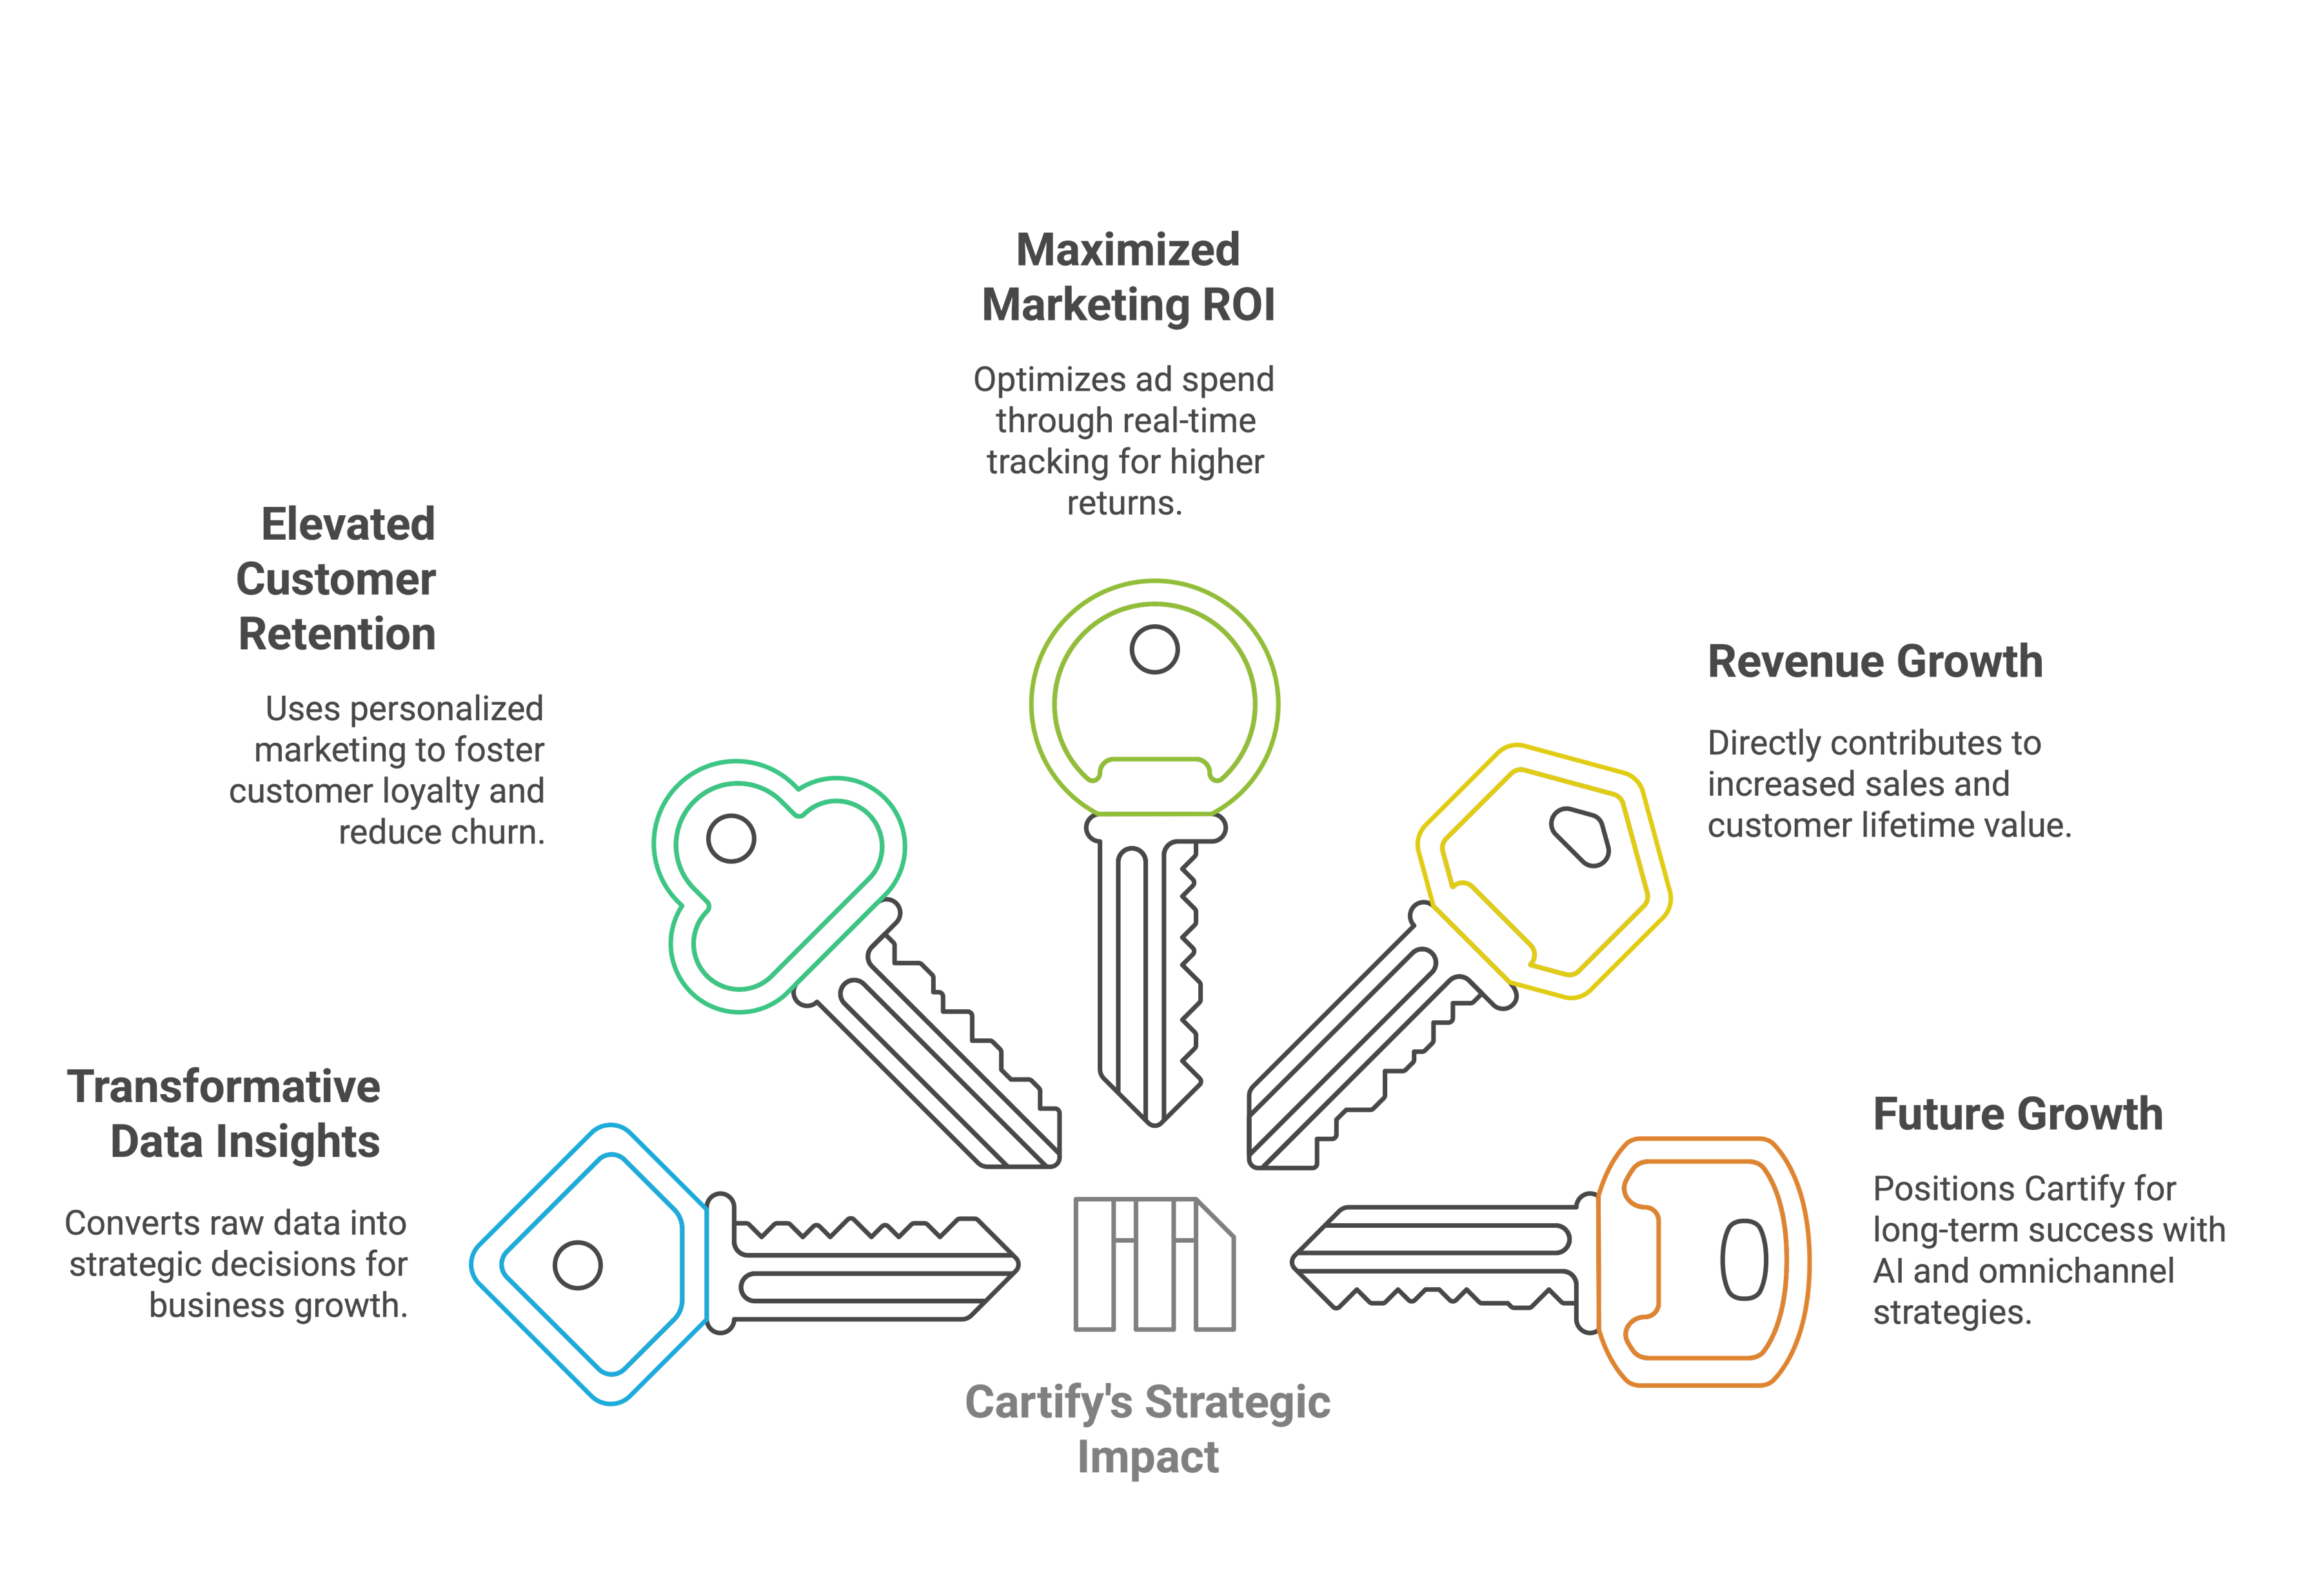 Maximized
Marketing ROI
Optimizes ad spend
through real-time
tracking for higher
returns.
Elevated
Customer
Retention
Uses personalized
marketing to foster
customer loyalty and
reduce churn.
Revenue Growth
Directly contributes to
increased sales and
customer lifetime value.
Transformative
Data Insights
Converts raw data into
strategic decisions for
business growth.
Future Growth
Positions Cartify for
long-term success with
AI and omnichannel
strategies.
Cartify's Strategic
Impact